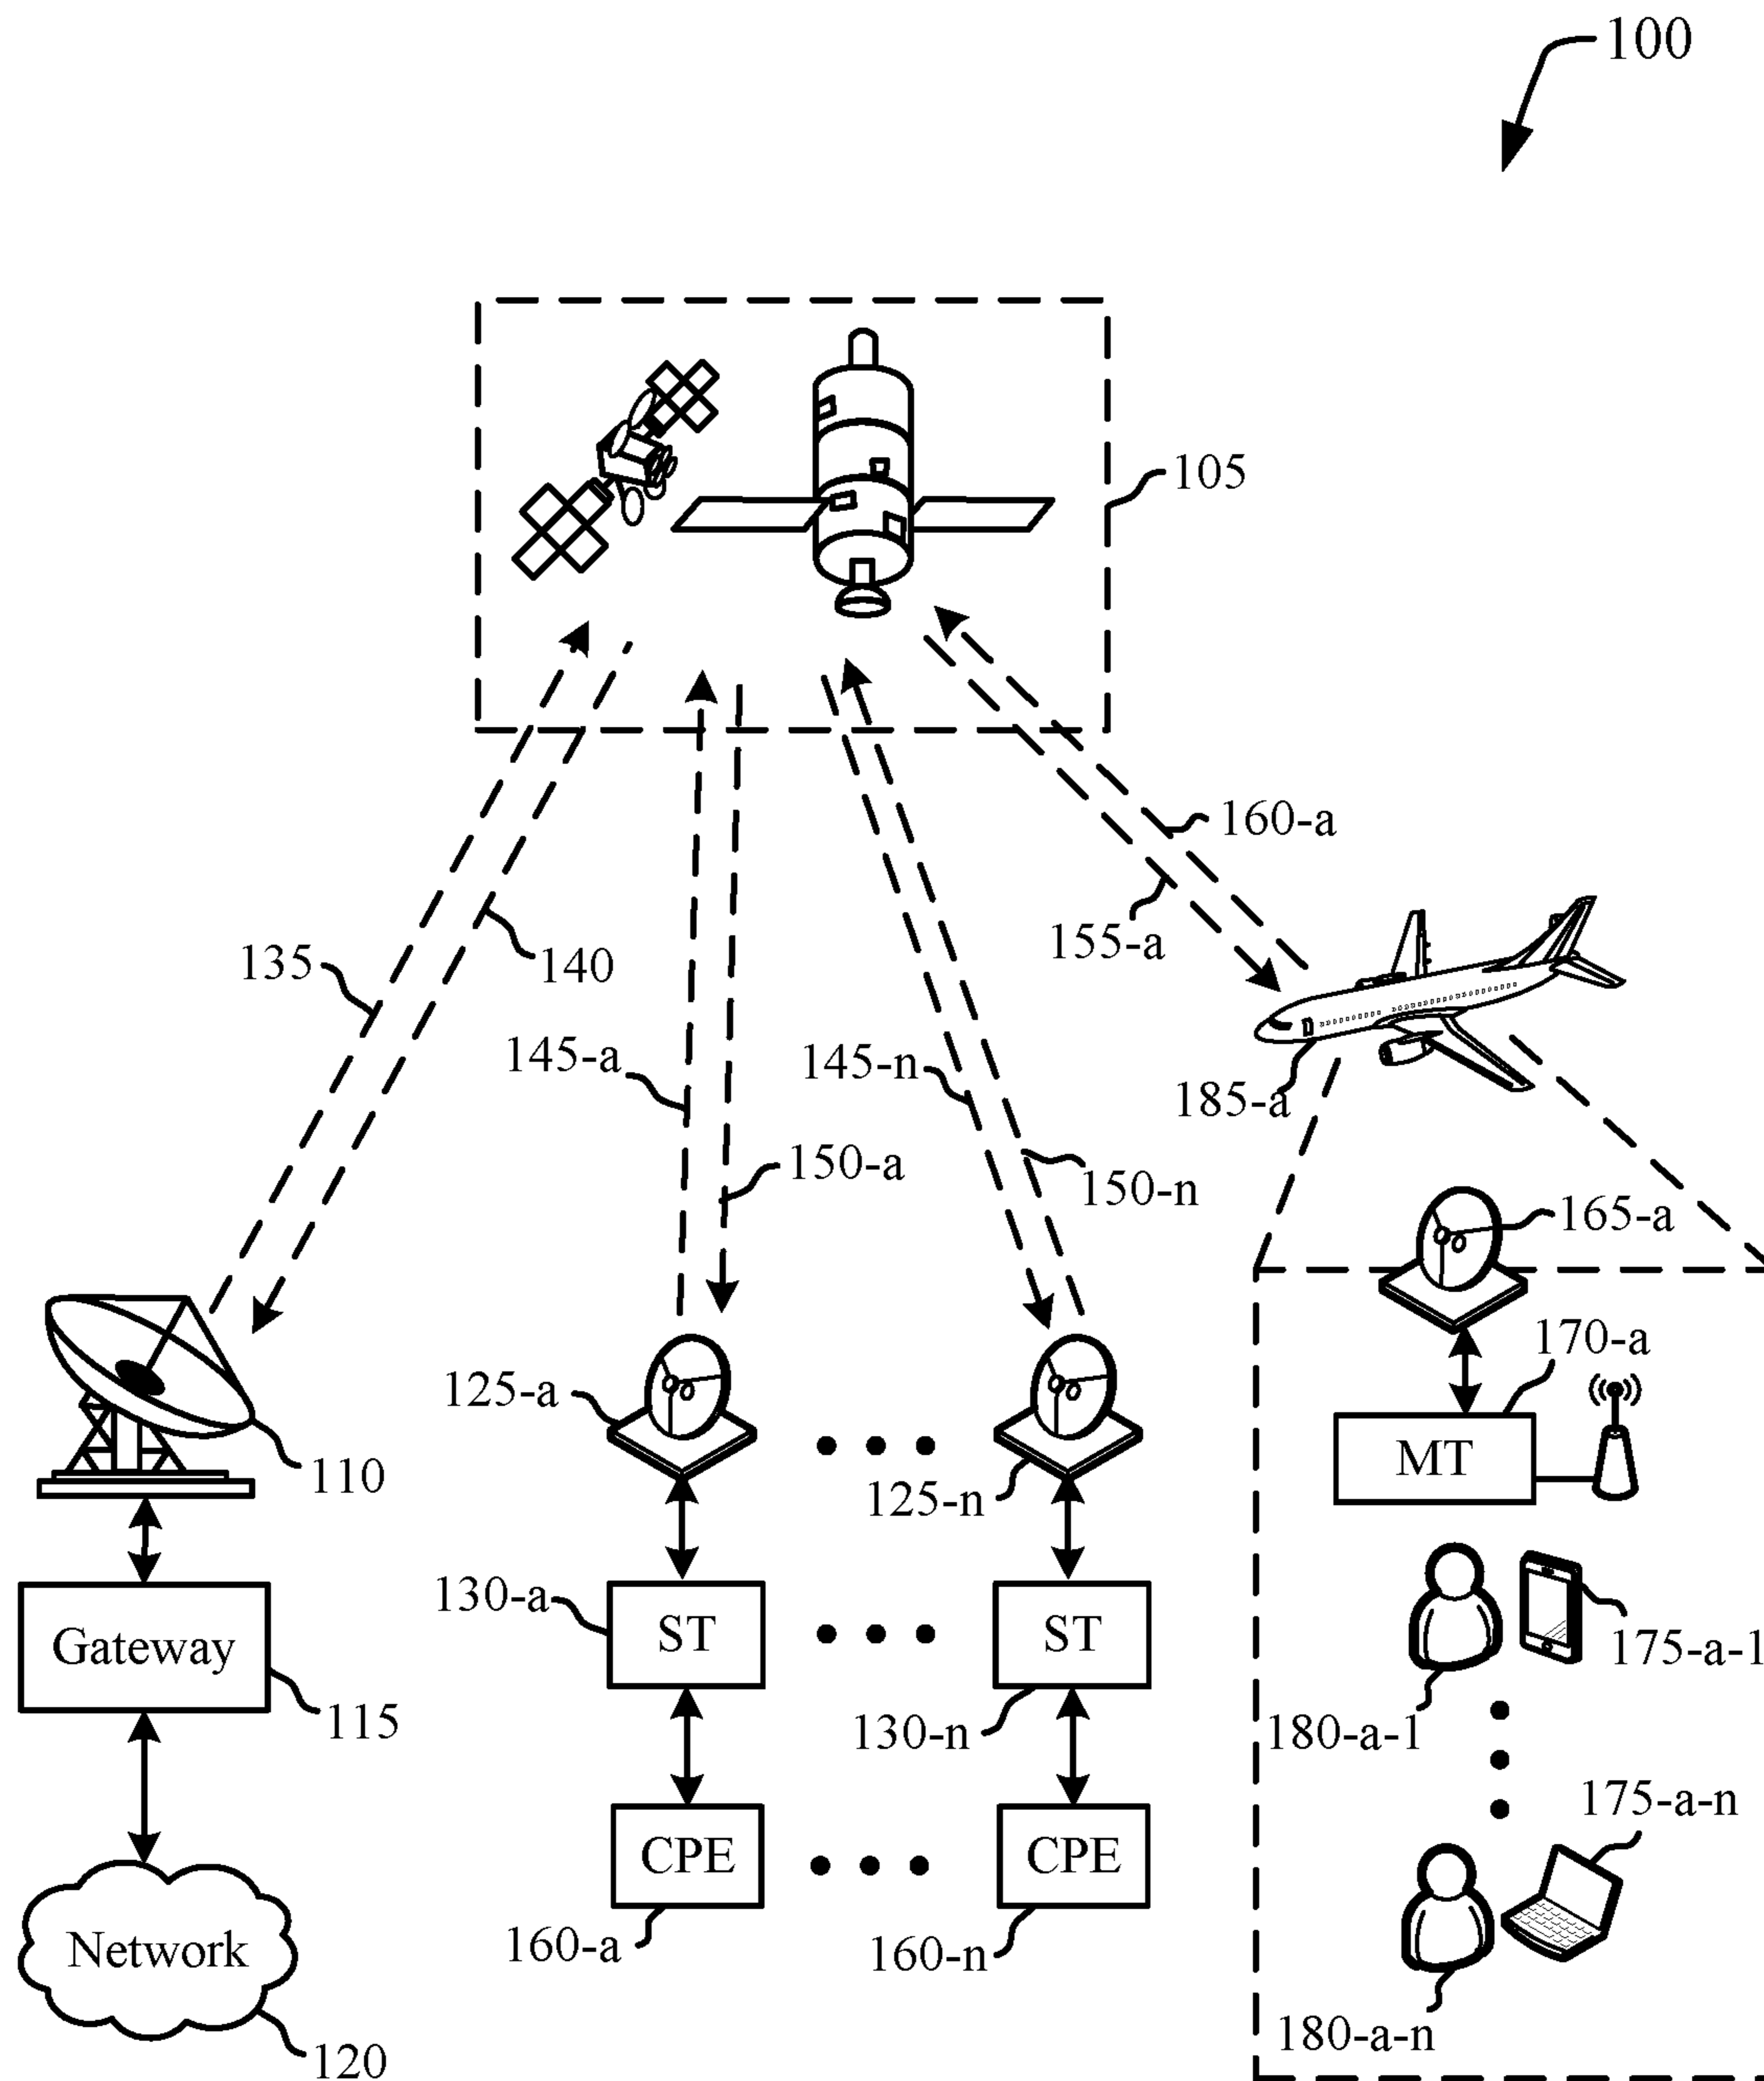 100
105
160-a
155-a
135
140
145-a
145-n
185-a
150-a
150-n
165-a
170-a
125-a
MT
110
125-n
130-a
ST
ST
Gateway
175-a-1
115
130-n
180-a-1
175-a-n
CPE
CPE
Network
160-a
160-n
180-a-n
120